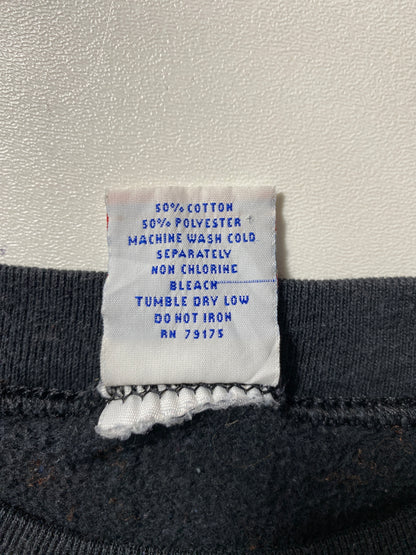 50% COTTON
50% POLYESTER
MACHINE WASH COLD
SEPARATELY
NON CHLORINE
BLEACH
TUMBLE DRY LOW
DO NOT IRON
RN 79175